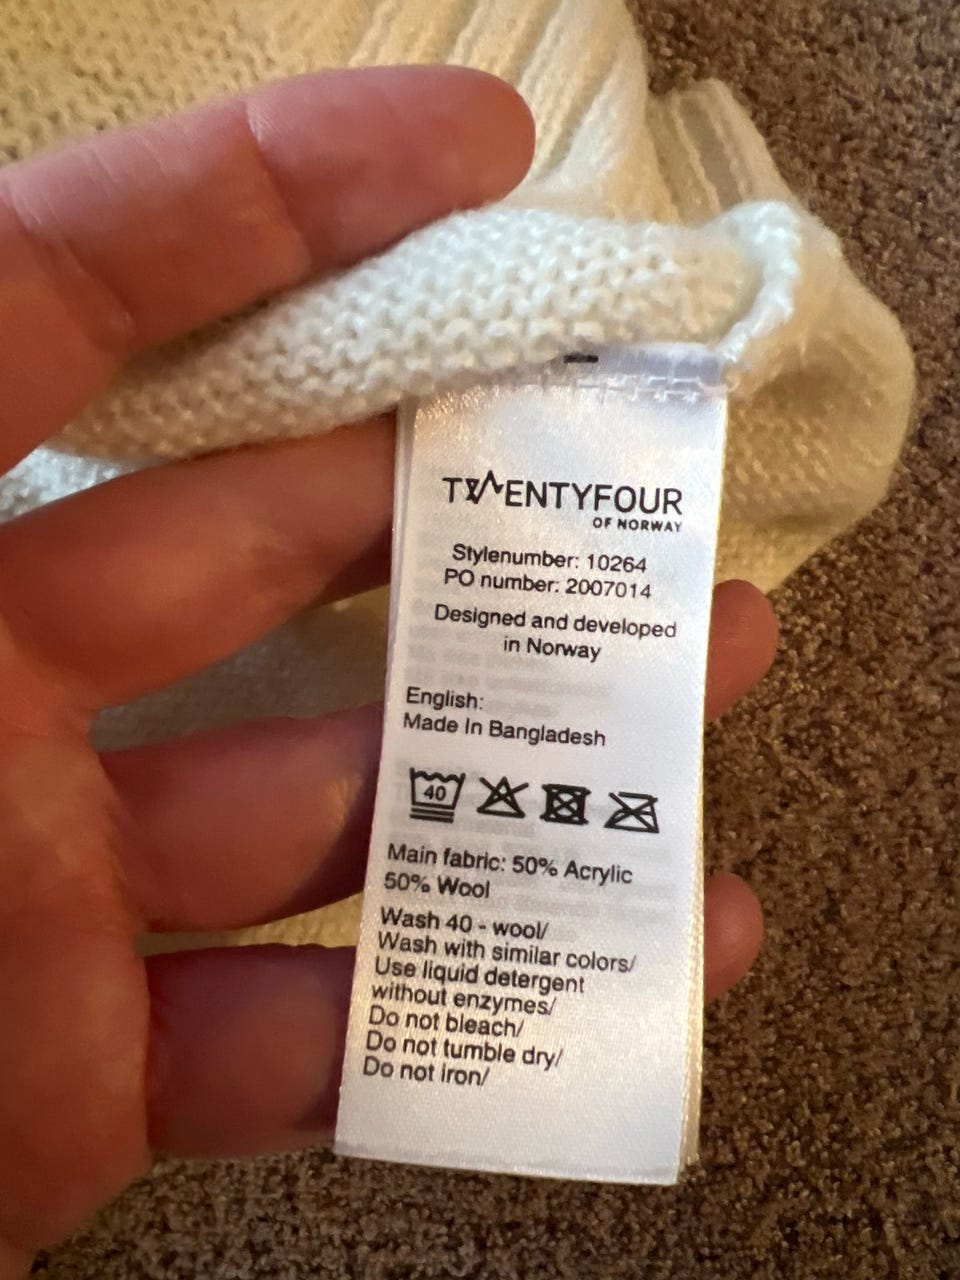 TWENTYFOUR
OF NORWAY
Stylenumber: 10264
PO number: 2007014
Designed and developed
in Norway
English:
Made In Bangladesh
40
Main fabric: 50% Acrylic
50% Wool
Wash 40 - wool/
Wash with similar colors/
Use liquid detergent
without enzymes/
Do not bleach/
Do not tumble dry/
Do not Iron/